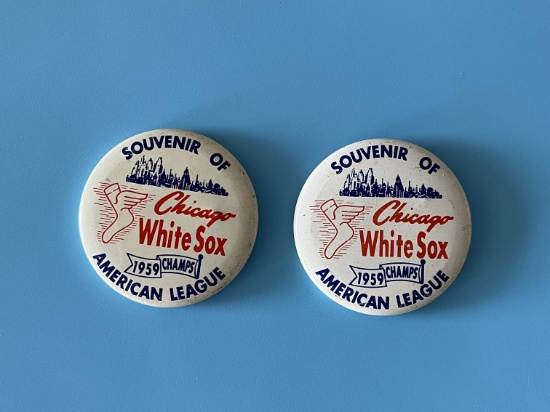 SOUVENIR OF
Chicago
White Sox
1959 CHAMPS
AMERICAN LEAGUE
SOUVENIR OF
Chicago
White Sox
1959 CHAMPS
AMERICAN LEAGUE